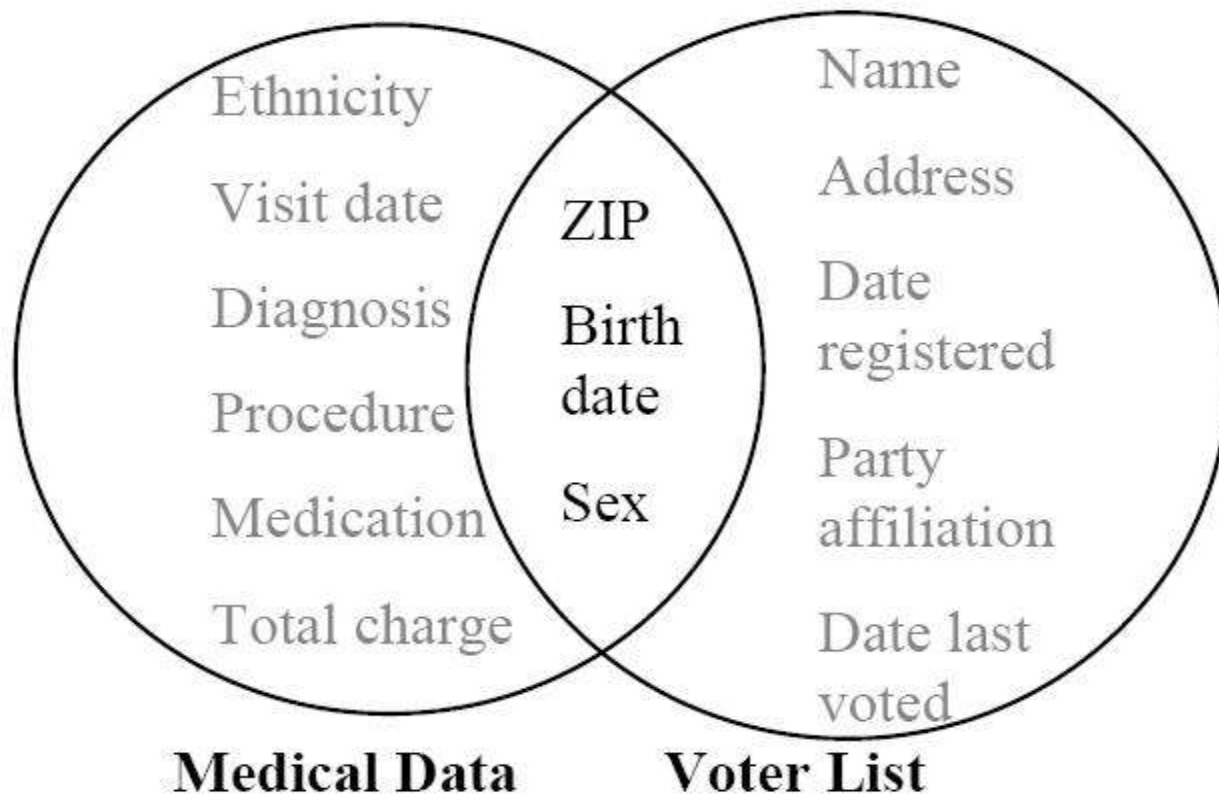 Ethnicity
Visit date
Diagnosis
Procedure
Medication
Total charge
ZIP
Birth
date
Sex
Name
Address
Date
registered
Party
affiliation
Date last
voted
Medical Data
Voter List